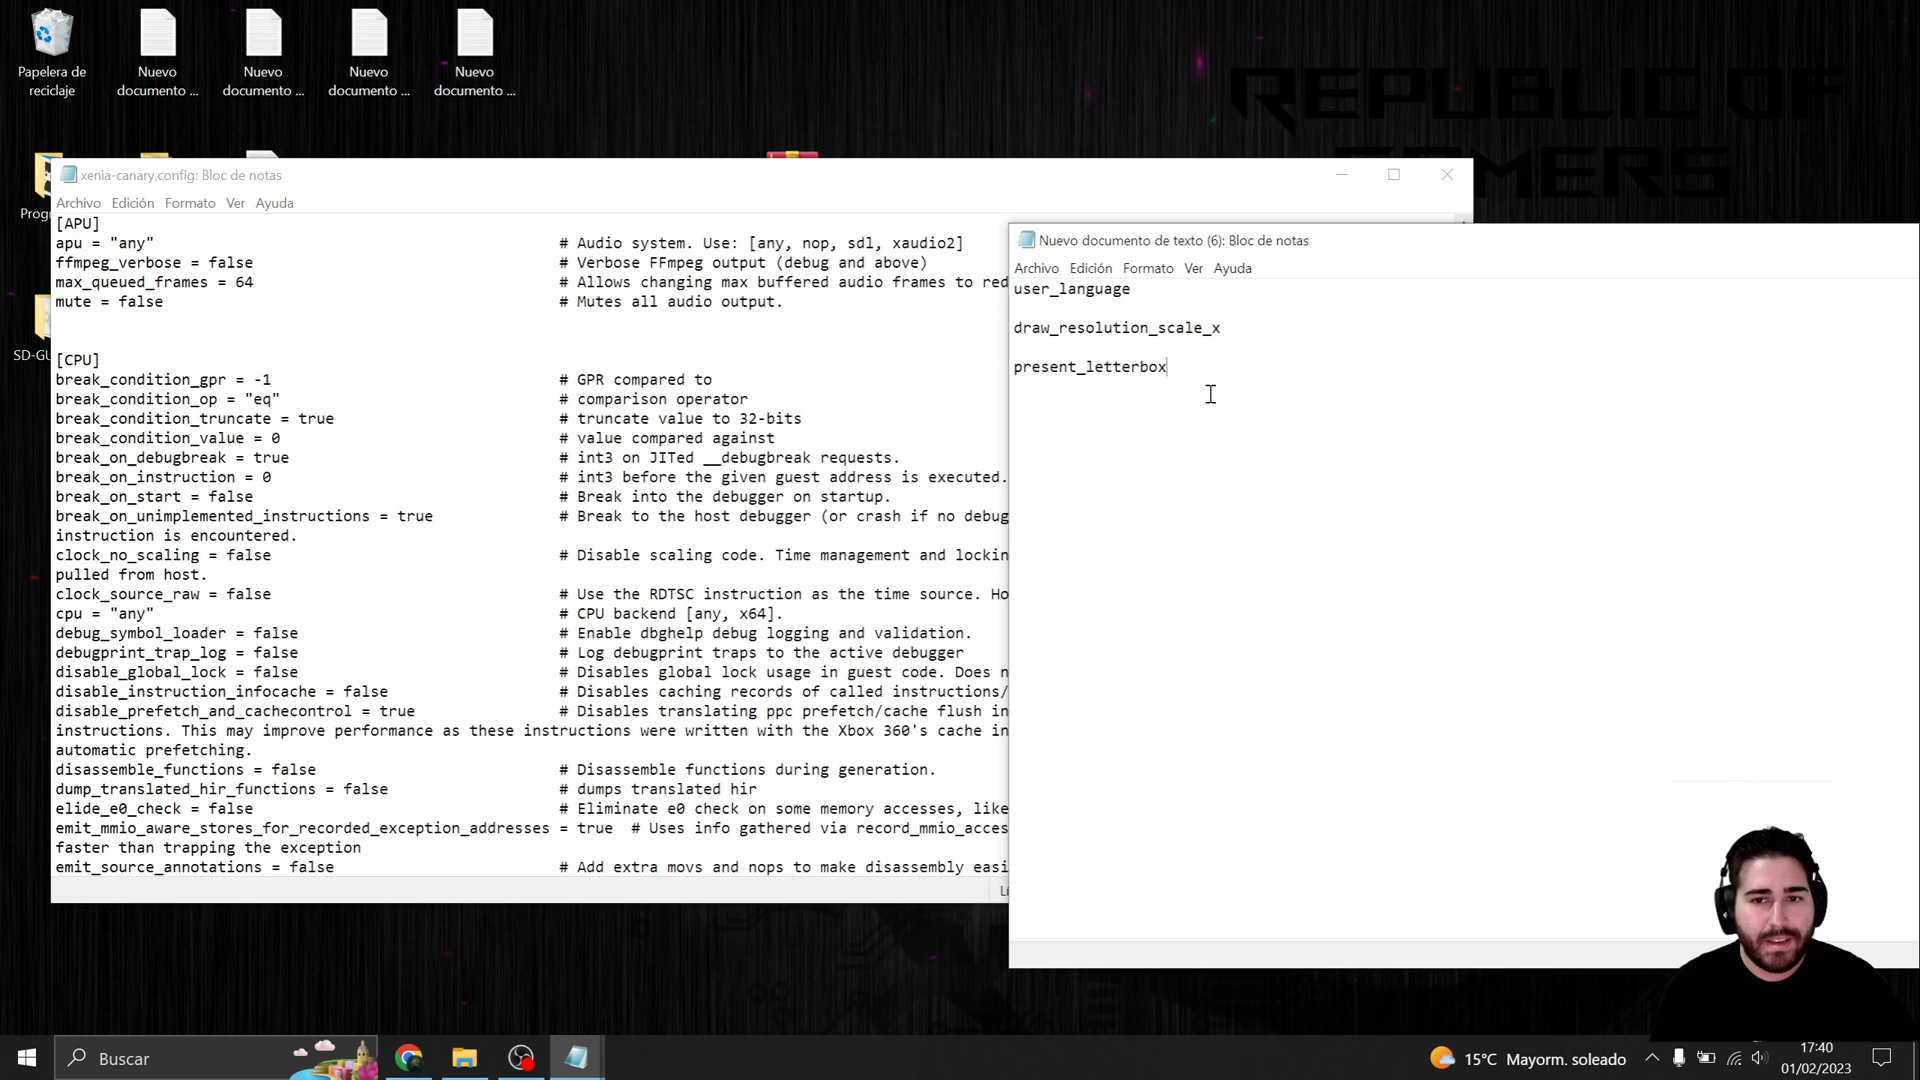 REPUBLIC OF
GAMERS
Papelera de
reciclaje
Nuevo
documento ...
Nuevo
documento ...
Nuevo
documento ...
Nuevo
documento ...
SD-GU
xenia-canary.config: Bloc de notas
Archivo Edición Formato Ver Ayuda
[APU]
apu = "any" # Audio system. Use: [any, nop, sdl, xaudio2]
ffmpeg_verbose = false # Verbose FFmpeg output (debug and above)
max_queued_frames = 64 # Allows changing max buffered audio frames to red
mute = false # Mutes all audio output.
[CPU]
break_condition_gpr = -1 # GPR compared to
break_condition_op = "eq" # comparison operator
break_condition_truncate = true # truncate value to 32-bits
break_condition_value = 0 # value compared against
break_on_debugbreak = true # int3 on JITed __debugbreak requests.
break_on_instruction = 0 # int3 before the given guest address is executed.
break_on_start = false # Break into the debugger on startup.
break_on_unimplemented_instructions = true # Break to the host debugger (or crash if no debug
instruction is encountered.
clock_no_scaling = false # Disable scaling code. Time management and lockin
pulled from host.
clock_source_raw = false # Use the RDTSC instruction as the time source. Ho
cpu = "any" # CPU backend [any, x64].
debug_symbol_loader = false # Enable dbghelp debug logging and validation.
debugprint_trap_log = false # Log debugprint traps to the active debugger
disable_global_lock = false # Disables global lock usage in guest code. Does n
disable_instruction_infocache = false # Disables caching records of called instructions/
disable_prefetch_and_cachecontrol = true # Disables translating ppc prefetch/cache flush in
instructions. This may improve performance as these instructions were written with the Xbox 360's cache in
automatic prefetching.
disassemble_functions = false # Disassemble functions during generation.
dump_translated_hir_functions = false # dumps translated hir
elide_e0_check = false # Eliminate e0 check on some memory accesses, like
emit_mmio_aware_stores_for_recorded_exception_addresses = true # Uses info gathered via record_mmio_acces
faster than trapping the exception
emit_source_annotations = false # Add extra movs and nops to make disassembly easi
Nuevo documento de texto (6): Bloc de notas
Archivo Edición Formato Ver Ayuda
user_language
draw_resolution_scale_x
present_letterbox
Buscar
15°C Mayorm. soleado
17:40
01/02/2023